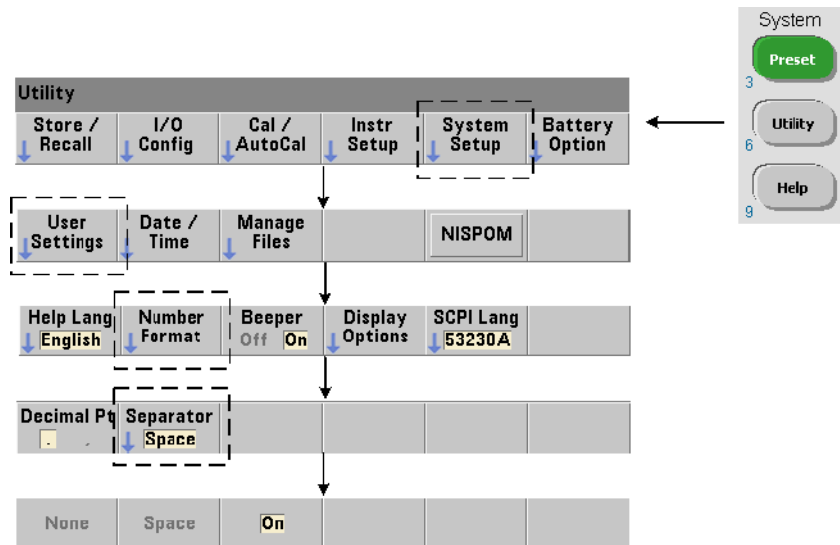 System
Preset
3
Utility
6
Help
9
Utility
Store / Recall
I/O Config
Cal / AutoCal
Instr Setup
System Setup
Battery Option
User Settings
Date / Time
Manage Files
NISPOM
Help Lang English
Number Format
Beeper Off On
Display Options
SCPI Lang 53230A
Decimal Pt . ,
Separator Space
None
Space
On